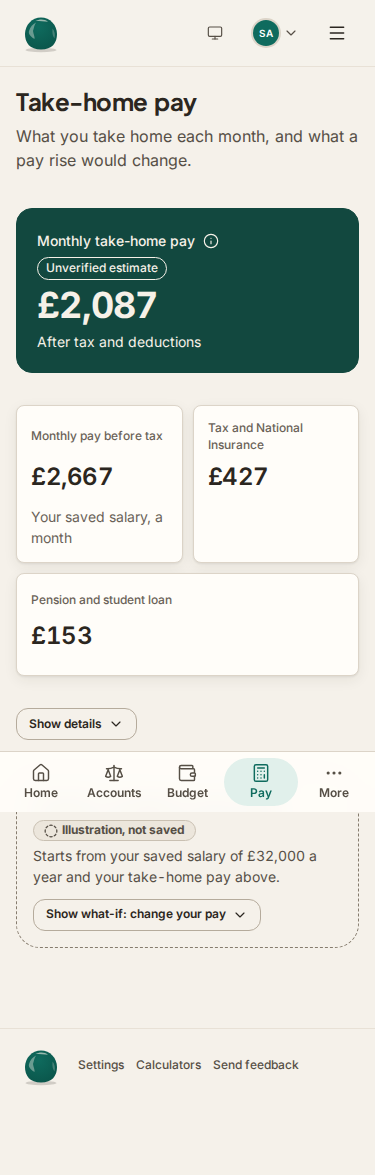 SA
Take-home pay
What you take home each month, and what a
pay rise would change.
Monthly take-home pay
Unverified estimate
£2,087
After tax and deductions
Monthly pay before tax
£2,667
Your saved salary, a
month
Tax and National
Insurance
£427
Pension and student loan
£153
Show details
Home
Accounts
Budget
Pay
More
Illustration, not saved
Starts from your saved salary of £32,000 a
year and your take-home pay above.
Show what-if: change your pay
Settings
Calculators
Send feedback